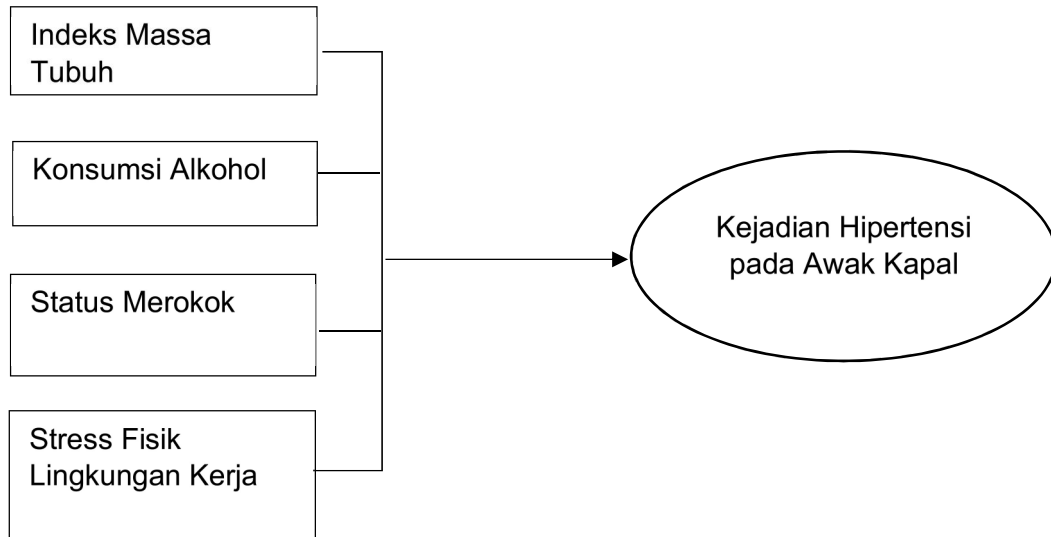 Indeks Massa
Tubuh
Konsumsi Alkohol
Status Merokok
Stress Fisik
Lingkungan Kerja
Kejadian Hipertensi
pada Awak Kapal